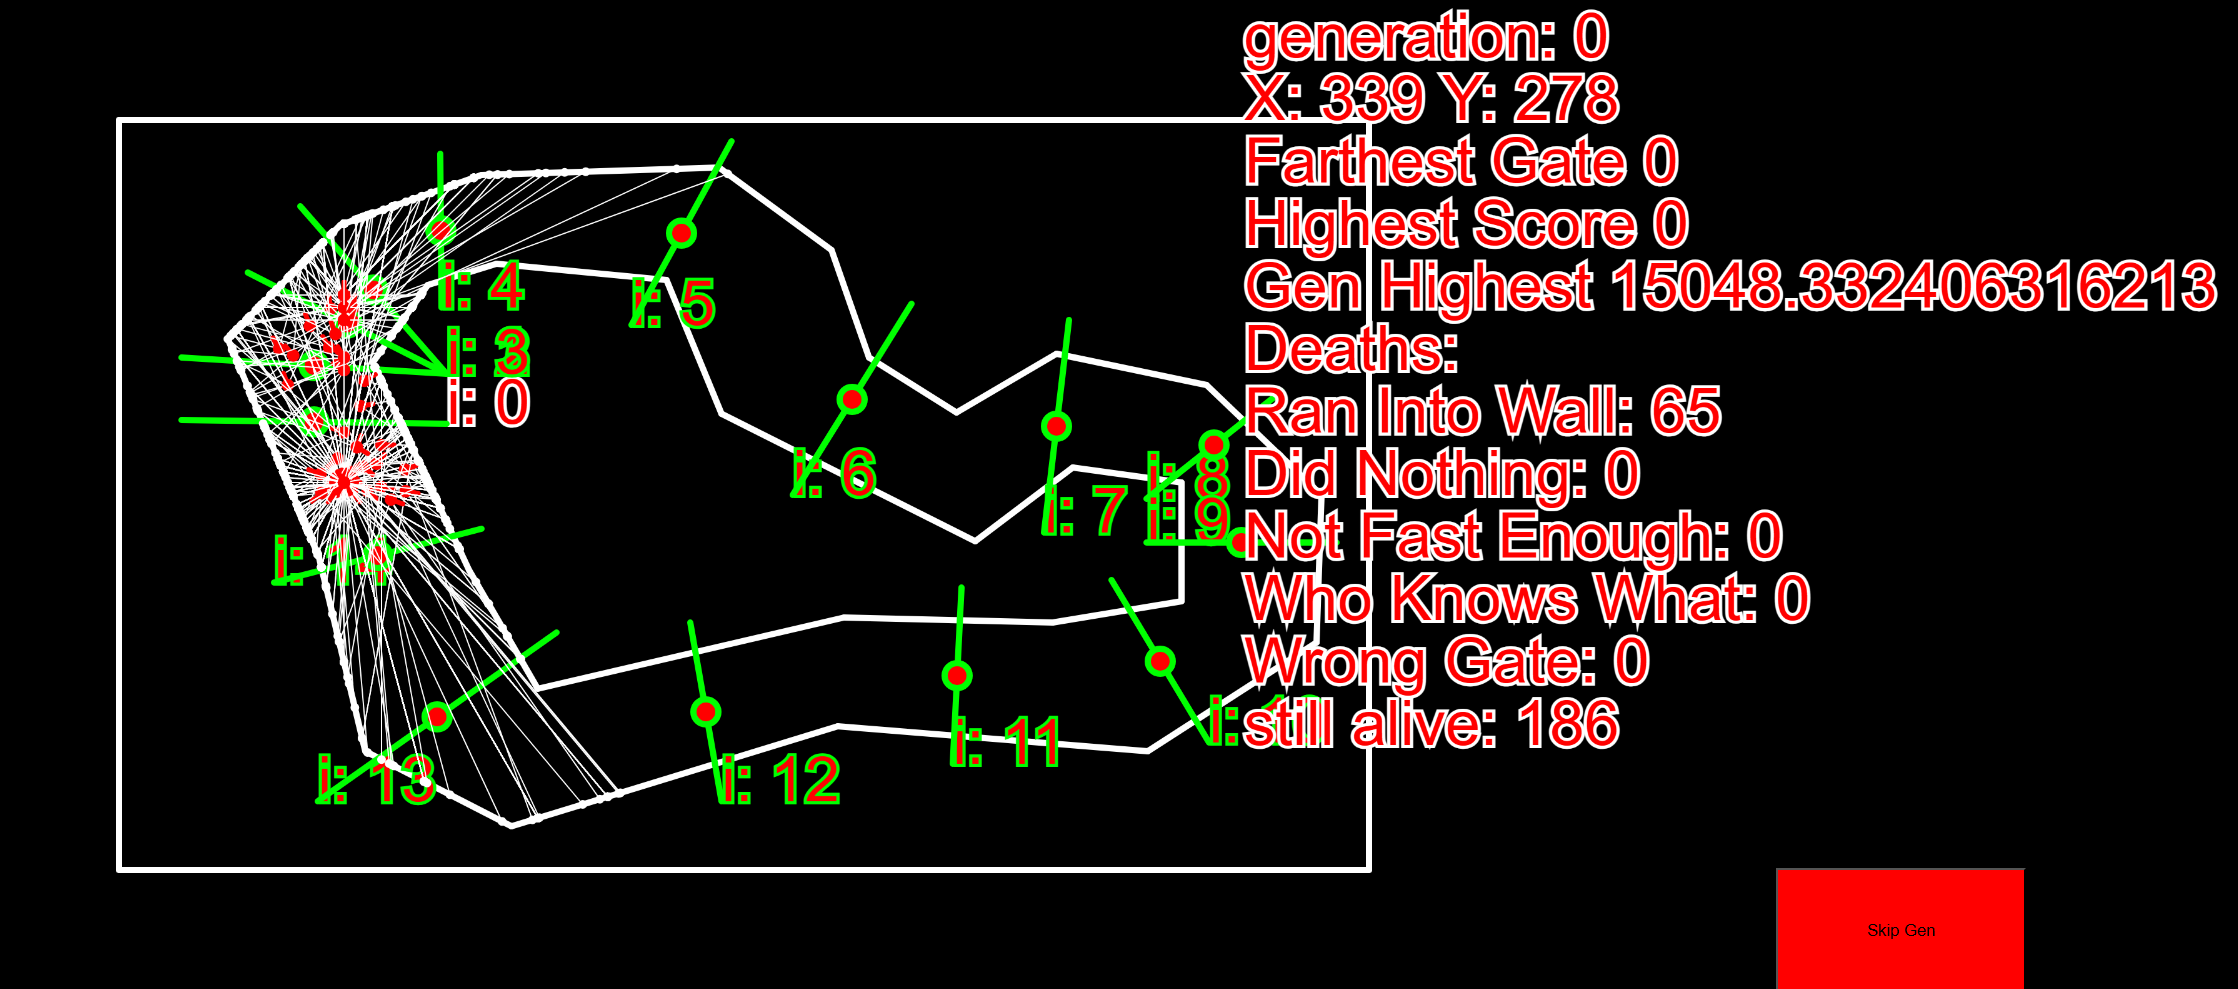 generation: 0
X: 339 Y: 278
Farthest Gate 0
Highest Score 0
Gen Highest 15048.332406316213
Deaths:
Ran Into Wall: 65
Did Nothing: 0
Not Fast Enough: 0
Who Knows What: 0
Wrong Gate: 0
still alive: 186
i: 4
i: 5
i: 3
i: 0
i: 6
i: 7
i: 8
i: 9
i: 14
i: 11
i: 12
i: 13
Skip Gen